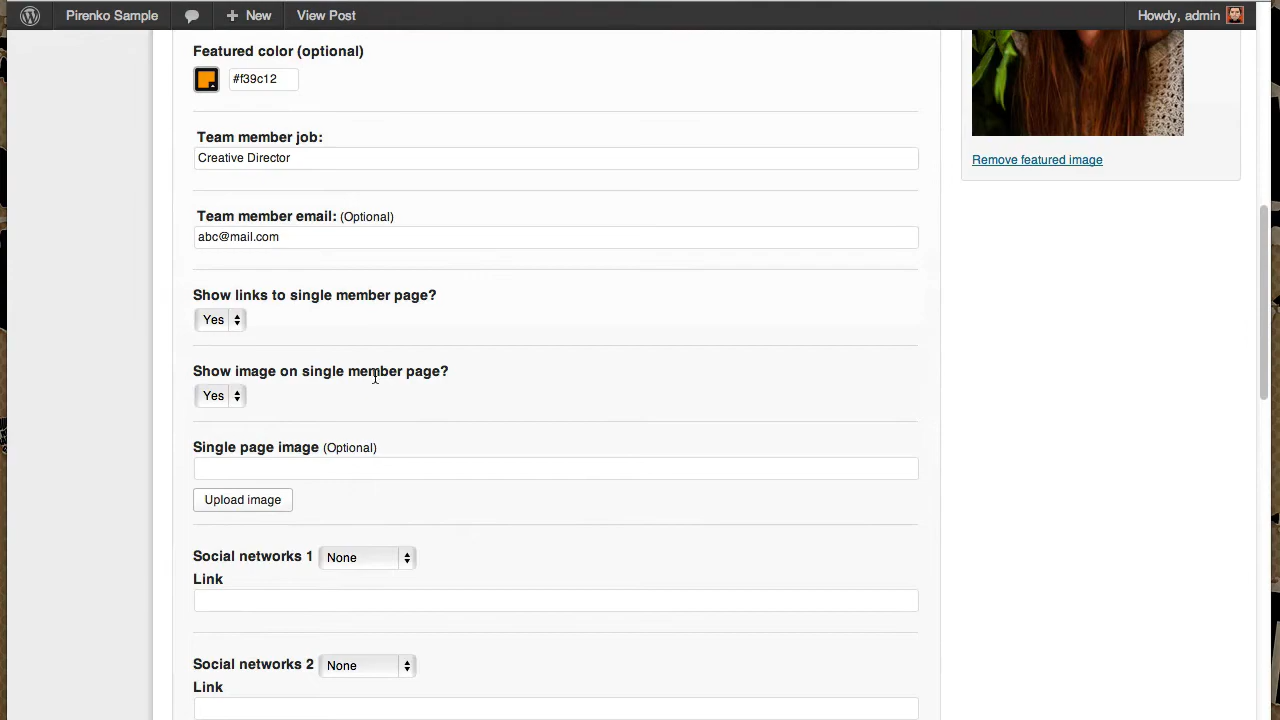 Pirenko Sample
New
View Post
Howdy, admin
Featured color (optional)
#f39c12
Team member job:
Creative Director
Team member email: (Optional)
abc@mail.com
Show links to single member page?
Yes
Show image on single member page?
Yes
Single page image (Optional)
Upload image
Social networks 1 None
Link
Social networks 2 None
Link
Remove featured image